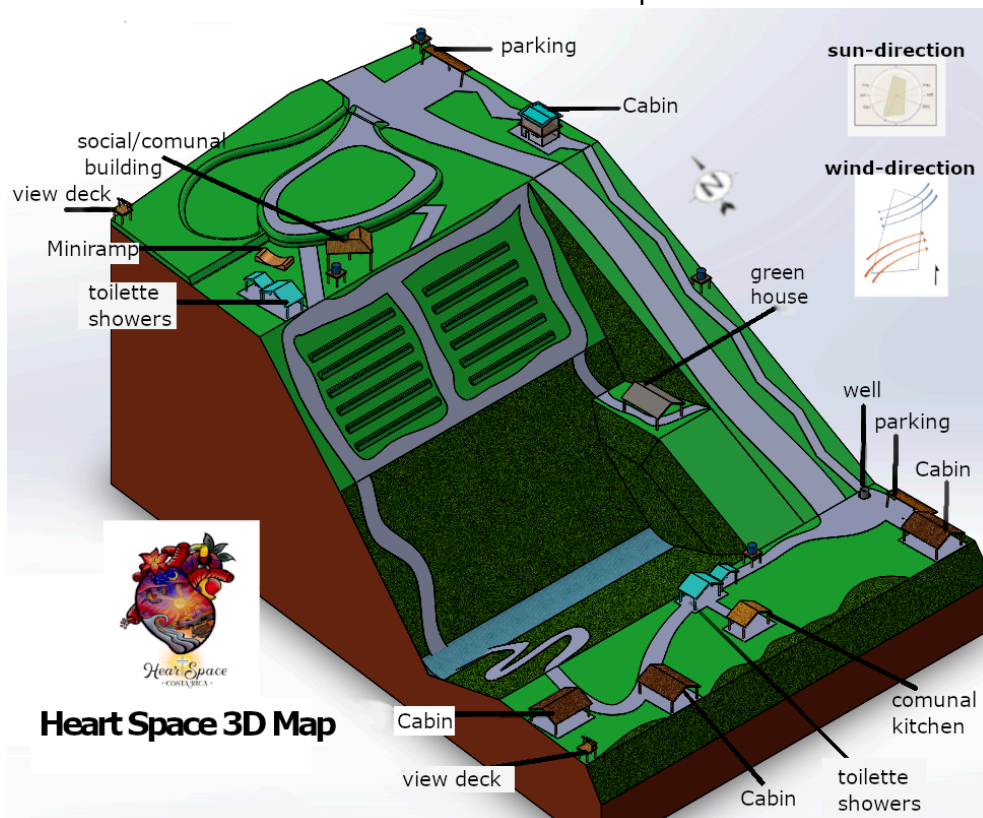 parking
sun-direction
Cabin
social/comunal
building
wind-direction
view deck
N
Miniramp
green
house
toilette
showers
well
parking
Cabin
Hear Space
• COSTA RICA •
Heart Space 3D Map
Cabin
comunal
kitchen
view deck
toilette
showers
Cabin